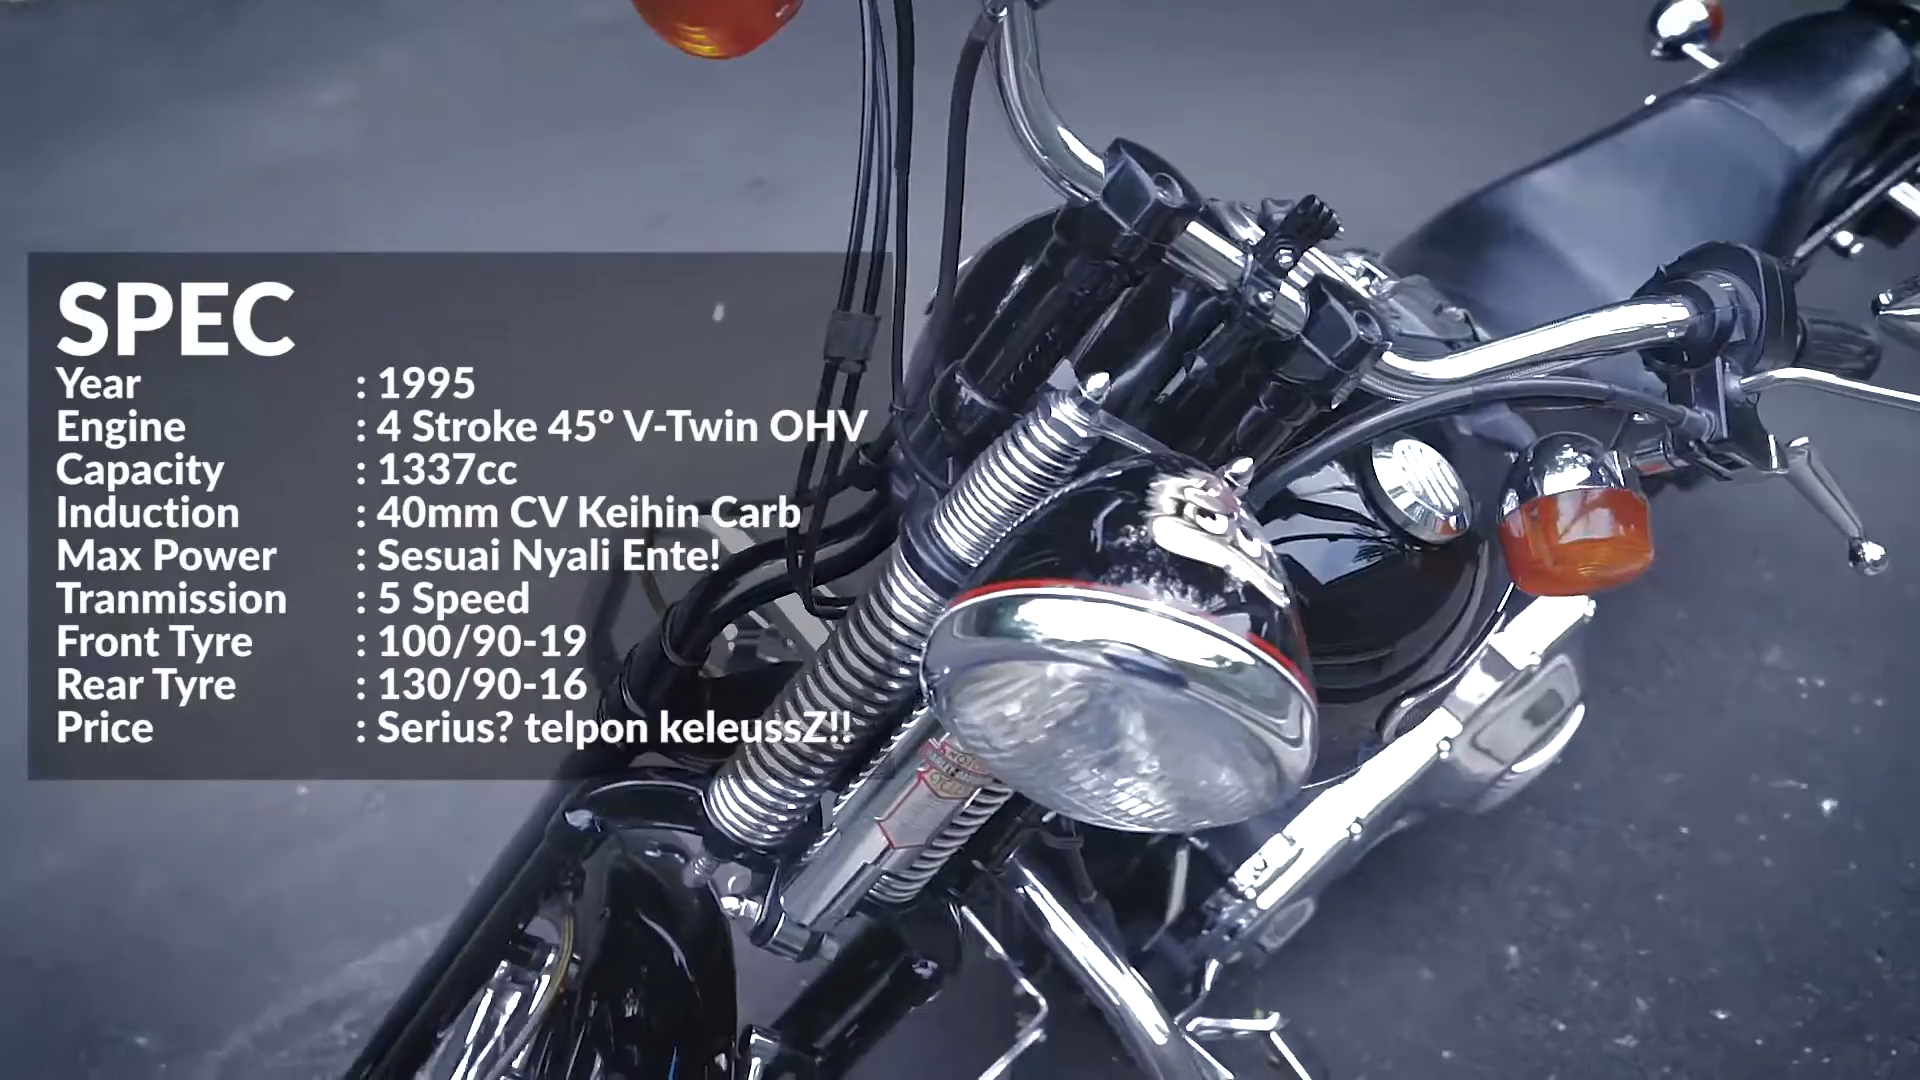 SPEC
Year : 1995
Engine : 4 Stroke 45º V-Twin OHV
Capacity : 1337cc
Induction : 40mm CV Keihin Carb
Max Power : Sesuai Nyali Ente!
Tranmission : 5 Speed
Front Tyre : 100/90-19
Rear Tyre : 130/90-16
Price : Serius? telpon keleussZ!!